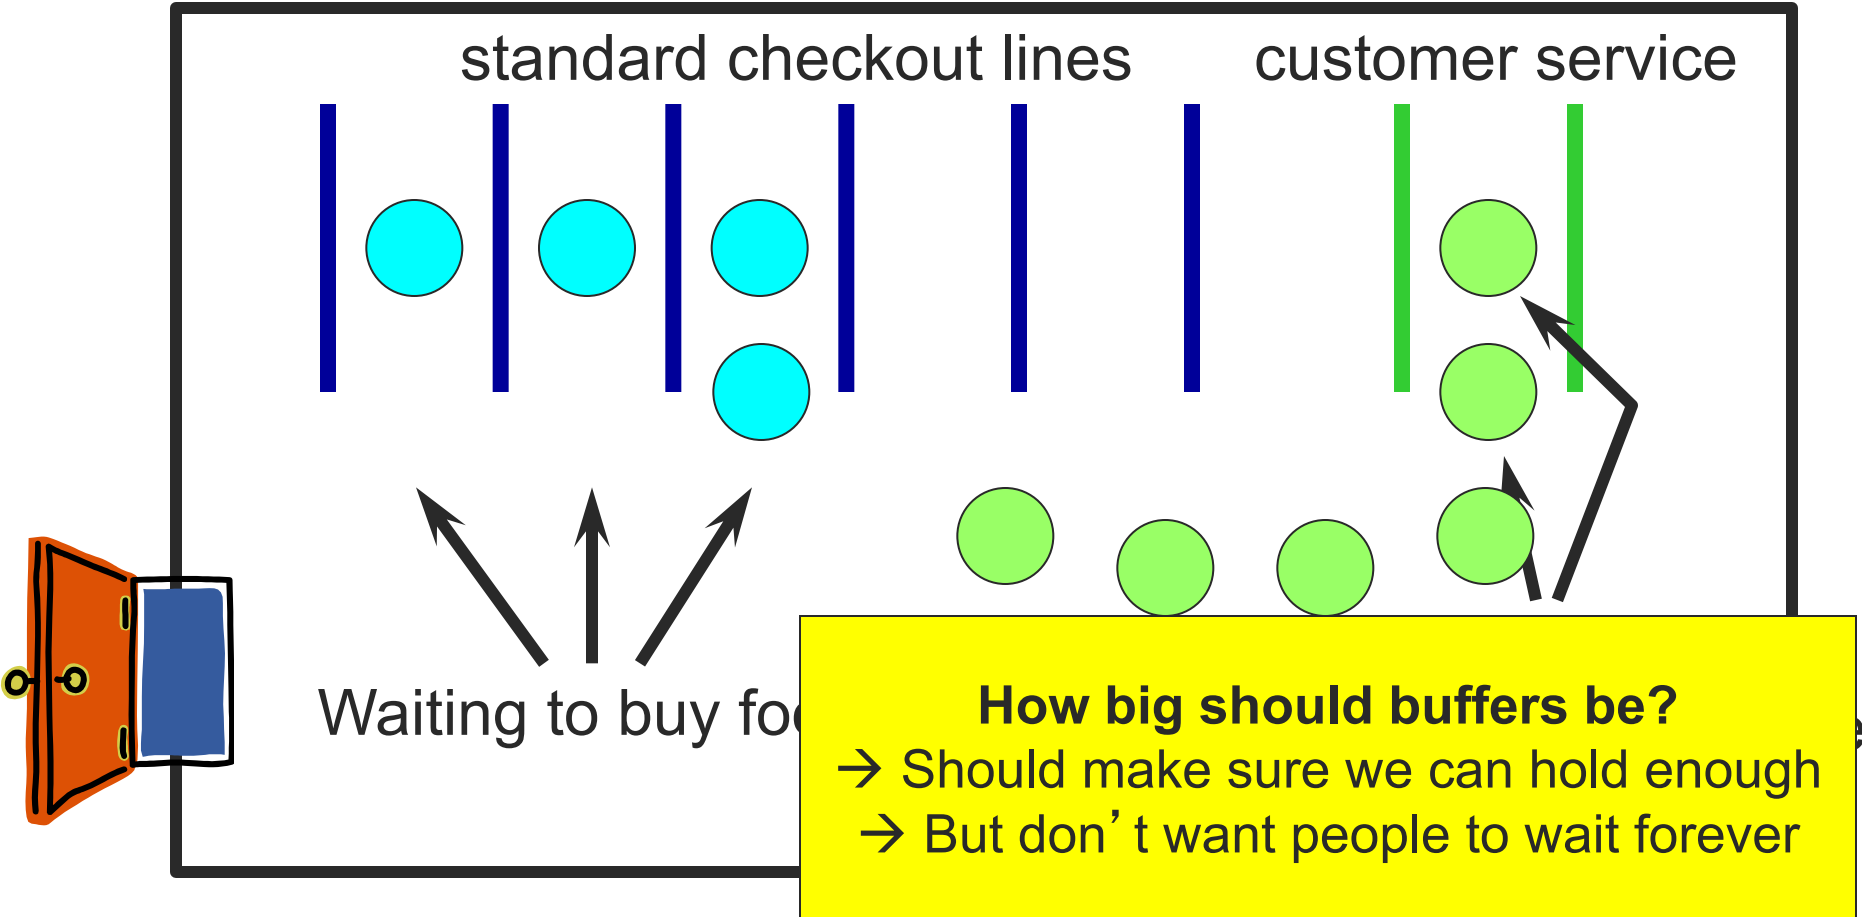 standard checkout lines customer service
Waiting to buy
How big should buffers be?
→ Should make sure we can hold enough
→ But don’t want people to wait forever